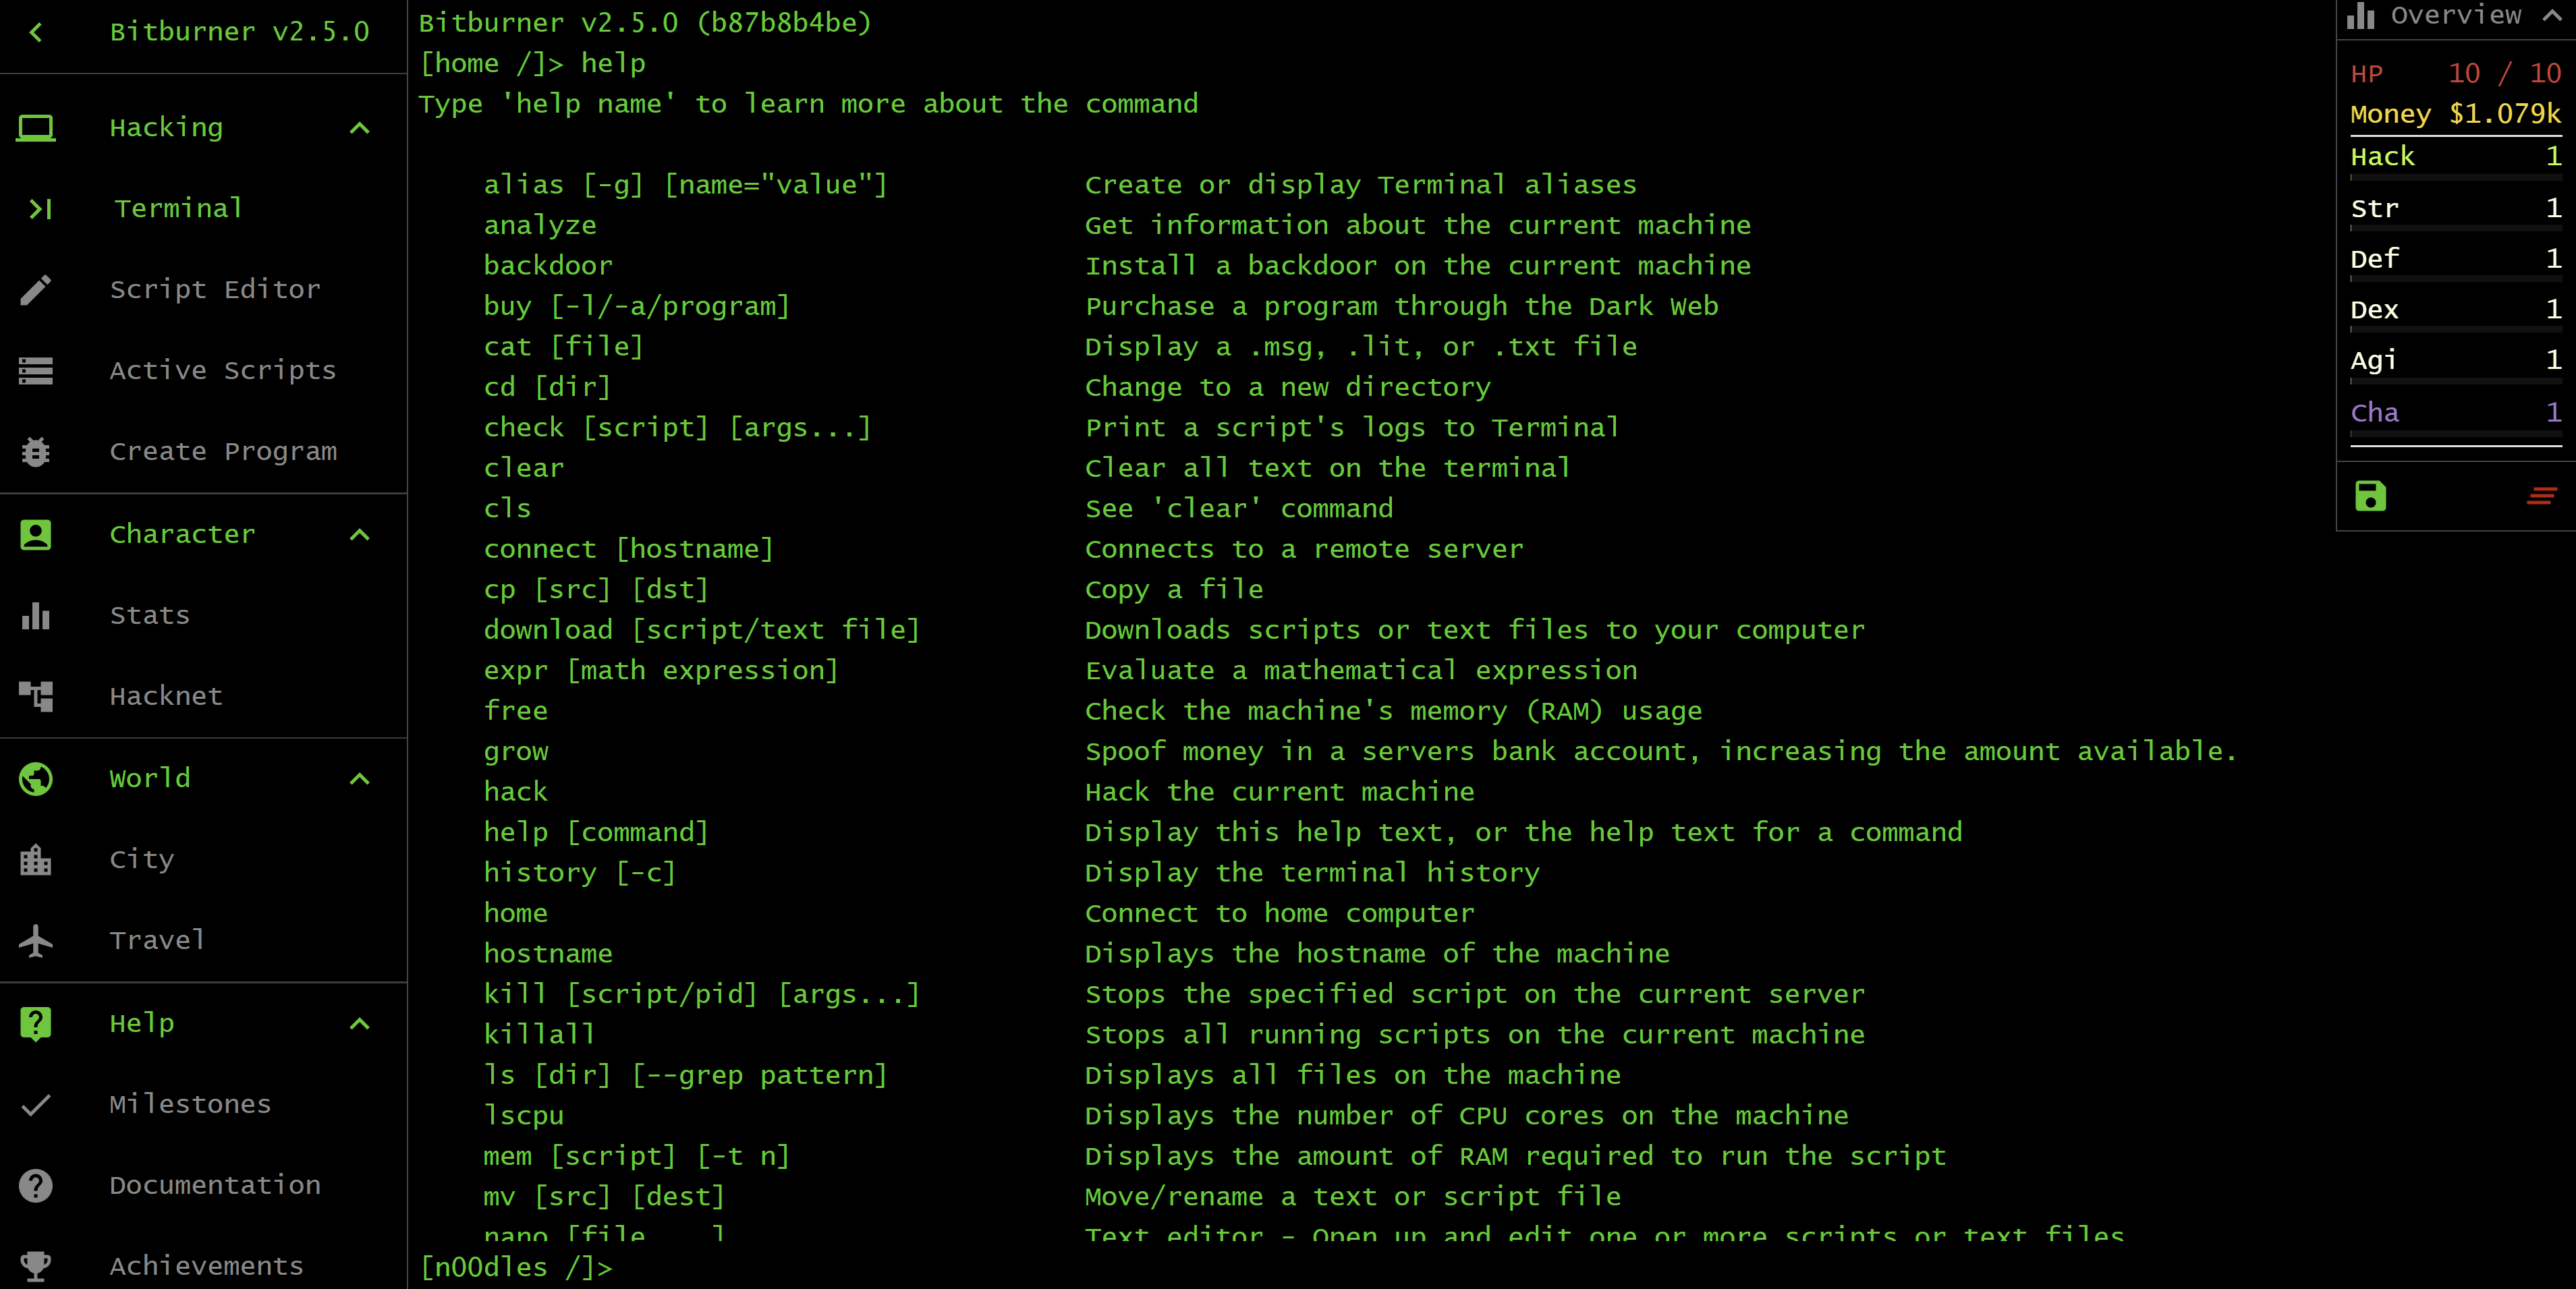 Bitburner v2.5.0
Hacking
Terminal
Script Editor
Active Scripts
Create Program
Character
Stats
Hacknet
World
City
Travel
Help
Milestones
Documentation
Achievements
Bitburner v2.5.0 (b87b8b4be)
[home /]> help
Type 'help name' to learn more about the command
alias [-g] [name="value"] Create or display Terminal aliases
analyze Get information about the current machine
backdoor Install a backdoor on the current machine
buy [-l/-a/program] Purchase a program through the Dark Web
cat [file] Display a .msg, .lit, or .txt file
cd [dir] Change to a new directory
check [script] [args...] Print a script's logs to Terminal
clear Clear all text on the terminal
cls See 'clear' command
connect [hostname] Connects to a remote server
cp [src] [dst] Copy a file
download [script/text file] Downloads scripts or text files to your computer
expr [math expression] Evaluate a mathematical expression
free Check the machine's memory (RAM) usage
grow Spoof money in a servers bank account, increasing the amount available.
hack Hack the current machine
help [command] Display this help text, or the help text for a command
history [-c] Display the terminal history
home Connect to home computer
hostname Displays the hostname of the machine
kill [script/pid] [args...] Stops the specified script on the current server
killall Stops all running scripts on the current machine
ls [dir] [--grep pattern] Displays all files on the machine
lscpu Displays the number of CPU cores on the machine
mem [script] [-t n] Displays the amount of RAM required to run the script
mv [src] [dest] Move/rename a text or script file
nano [file ...] Text editor - Open up and edit one or more scripts or text files
[n00dles /]>
Overview
HP 10 / 10
Money $1.079k
Hack 1
Str 1
Def 1
Dex 1
Agi 1
Cha 1